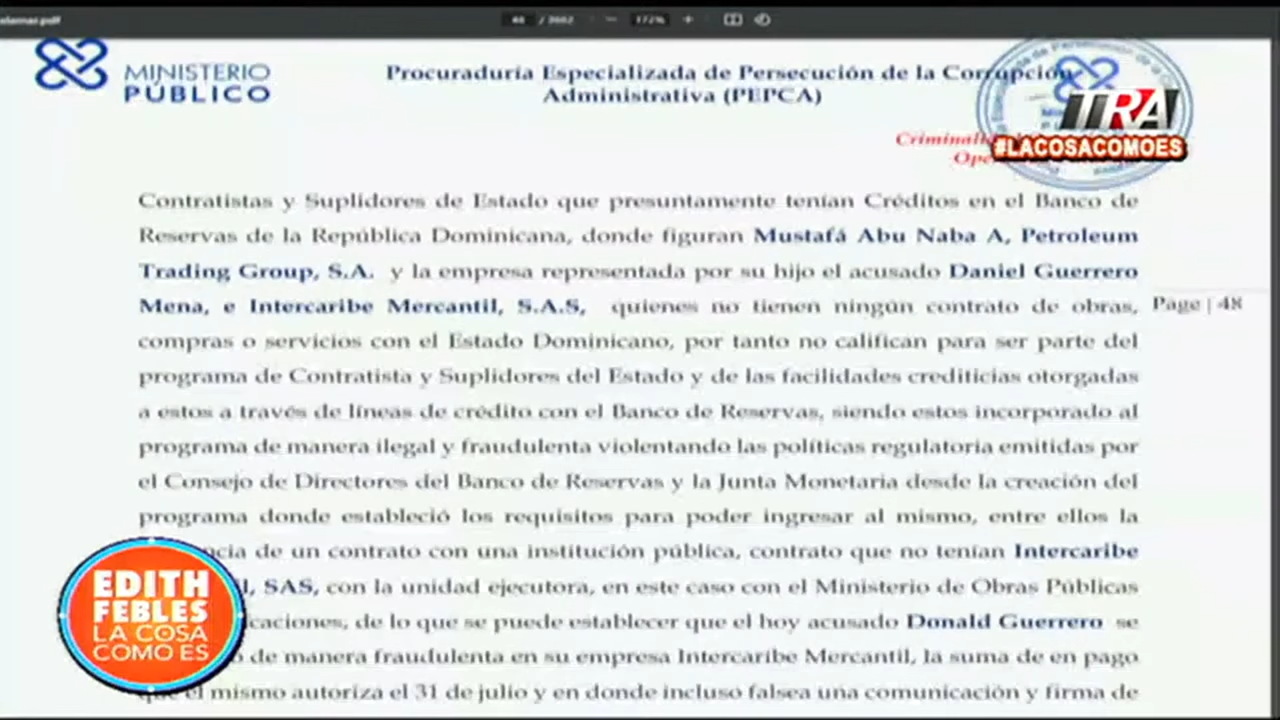 elamar.pdf
48 / 3002
172%
MINISTERIO
PÚBLICO
Procuraduría Especializada de Persecución de la Corrupción
Administrativa (PEPCA)
TRA
#LACOSACOMOES
Contratistas y Suplidores de Estado que presuntamente tenían Créditos en el Banco de
Reservas de la República Dominicana, donde figuran Mustafá Abu Naba A, Petroleum
Trading Group, S.A. y la empresa representada por su hijo el acusado Daniel Guerrero
Mena, e Intercaribe Mercantil, S.A.S, quienes no tienen ningún contrato de obras,
Page | 48
compras o servicios con el Estado Dominicano, por tanto no califican para ser parte del
programa de Contratista y Suplidores del Estado y de las facilidades crediticias otorgadas
a estos a través de líneas de crédito con el Banco de Reservas, siendo estos incorporado al
programa de manera ilegal y fraudulenta violentando las políticas regulatoria emitidas por
el Consejo de Directores del Banco de Reservas y la Junta Monetaria desde la creación del
programa donde estableció los requisitos para poder ingresar al mismo, entre ellos la
ncia de un contrato con una institución pública, contrato que no tenían Intercaribe
l, SAS, con la unidad ejecutora, en este caso con el Ministerio de Obras Públicas
caciones, de lo que se puede establecer que el hoy acusado Donald Guerrero se
de manera fraudulenta en su empresa Intercaribe Mercantil, la suma de en pago
que el mismo autoriza el 31 de julio y en donde incluso falsea una comunicación y firma de
EDITH
FEBLES
LA COSA
COMO ES